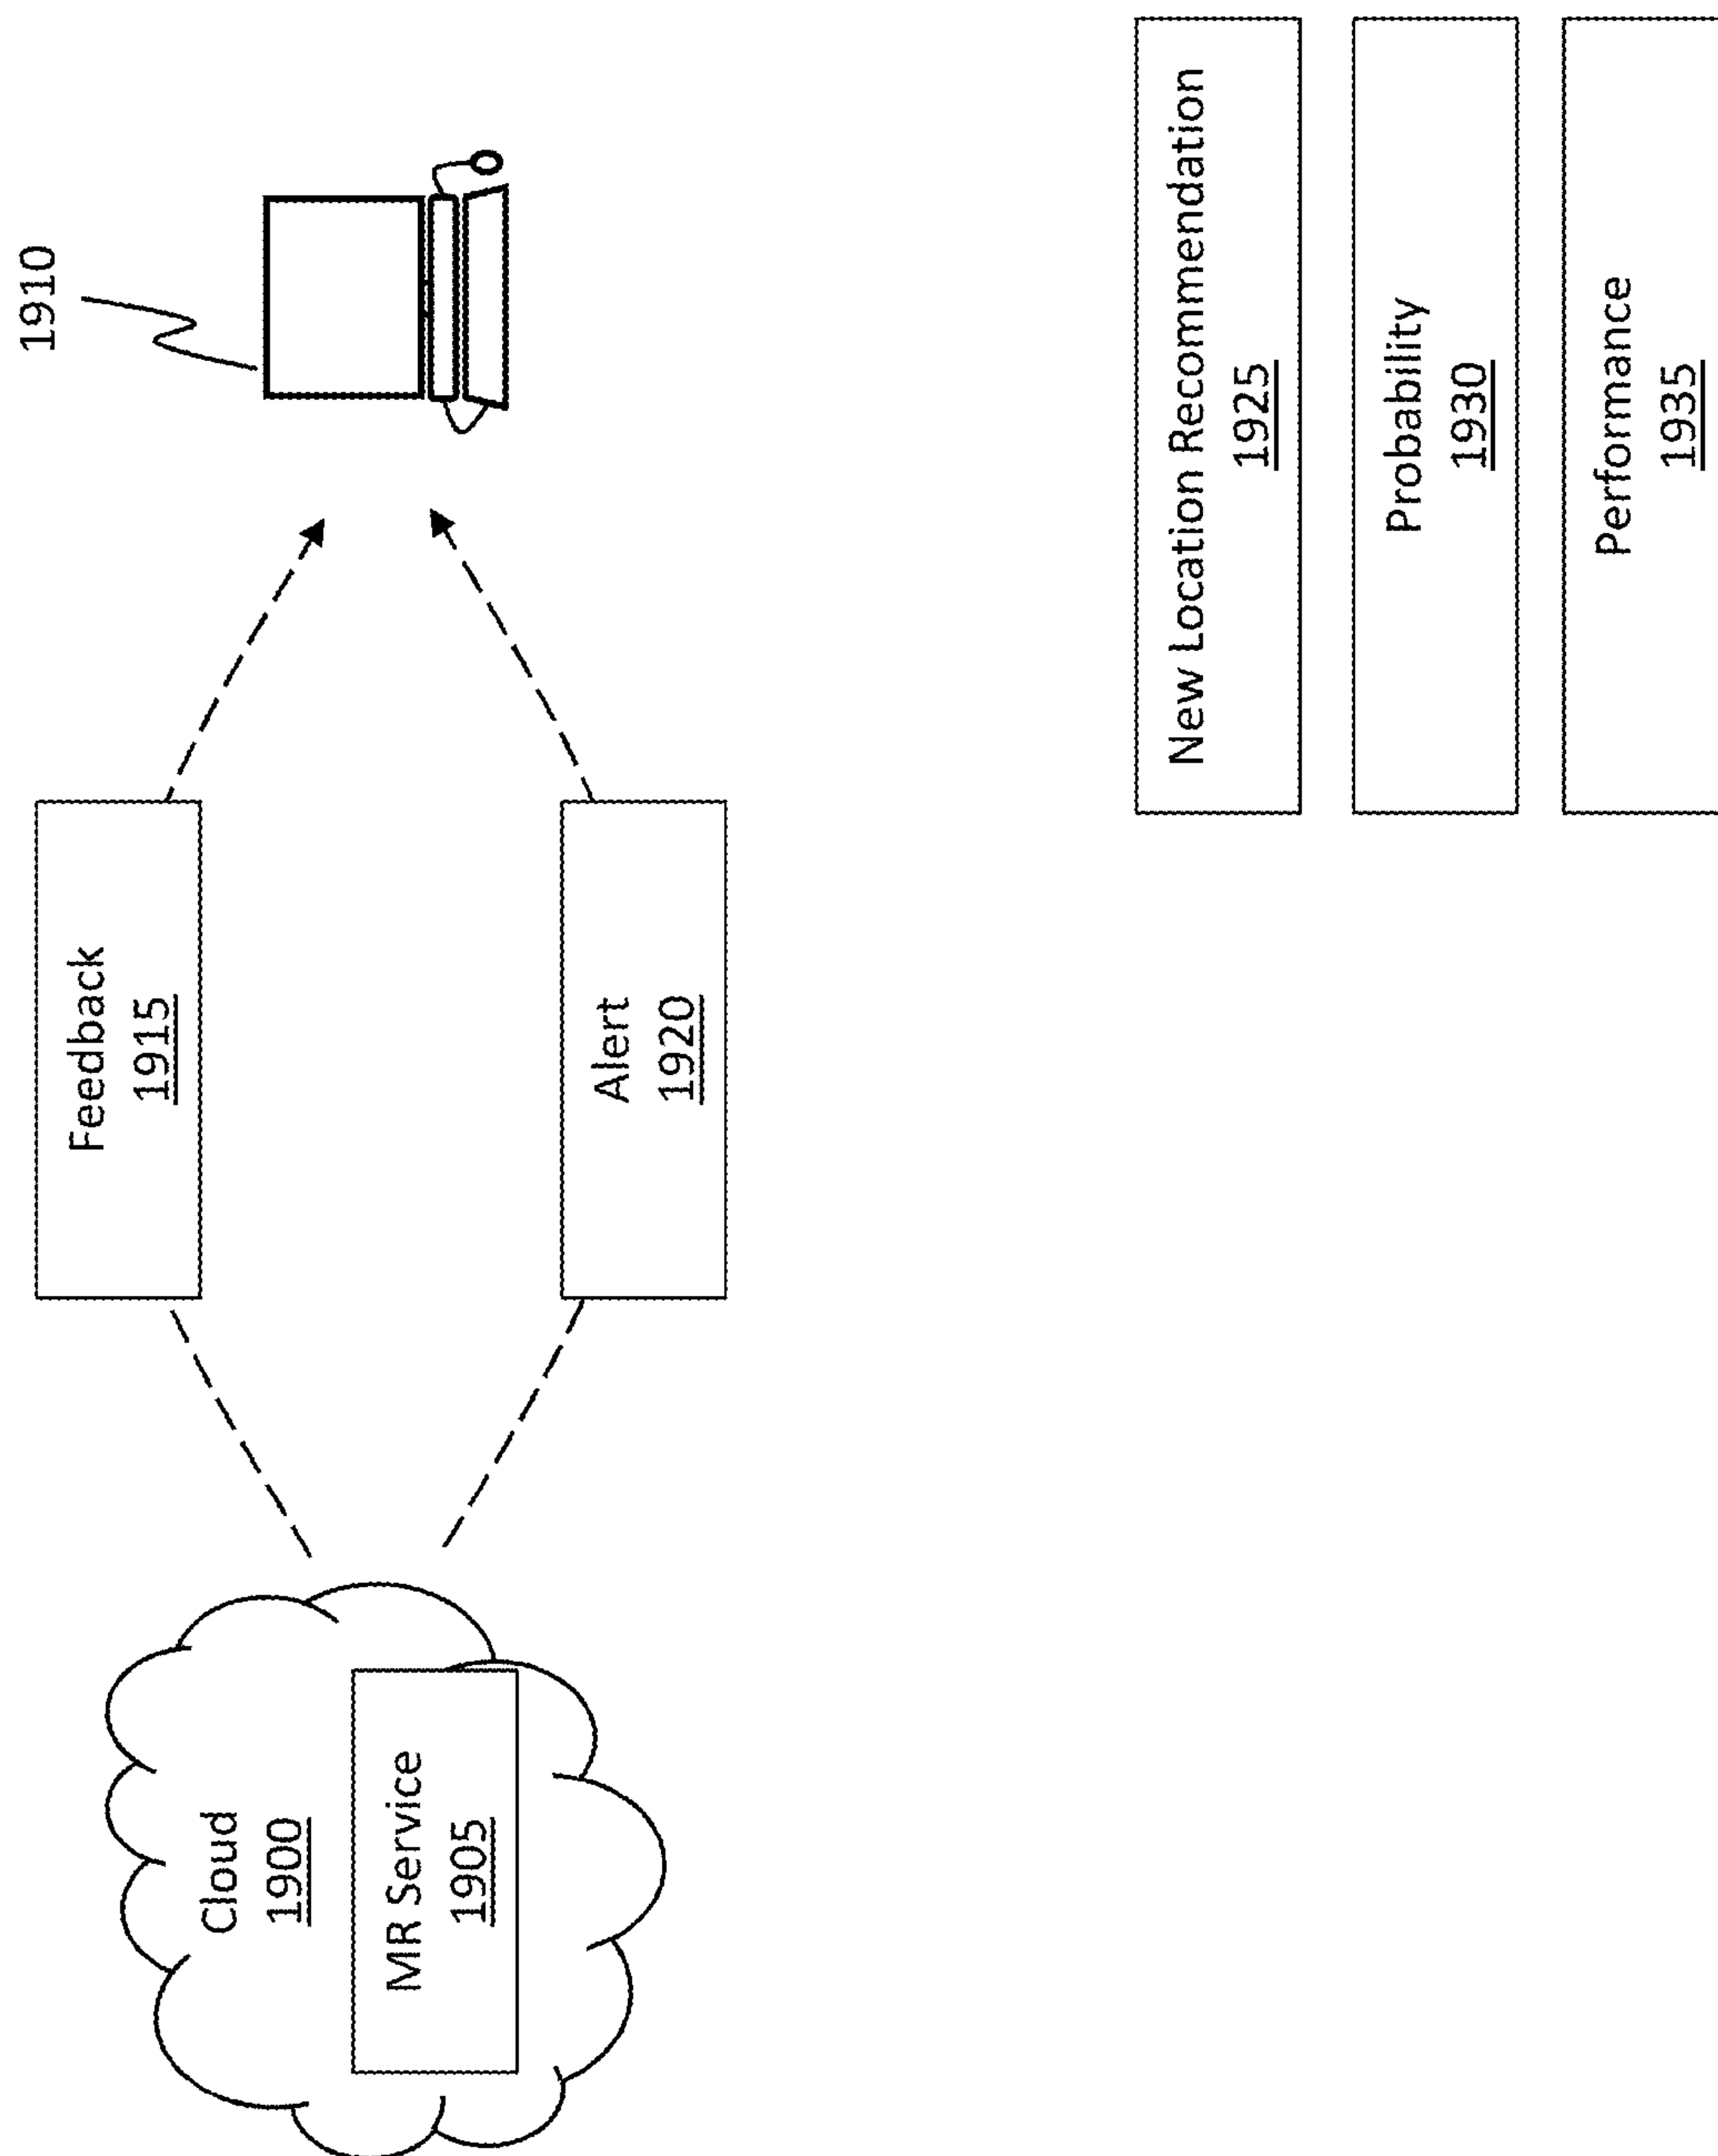 Cloud
1900
MR Service
1905
Feedback
1915
Alert
1920
1910
New Location Recommendation
1925
Probability
1930
Performance
1935